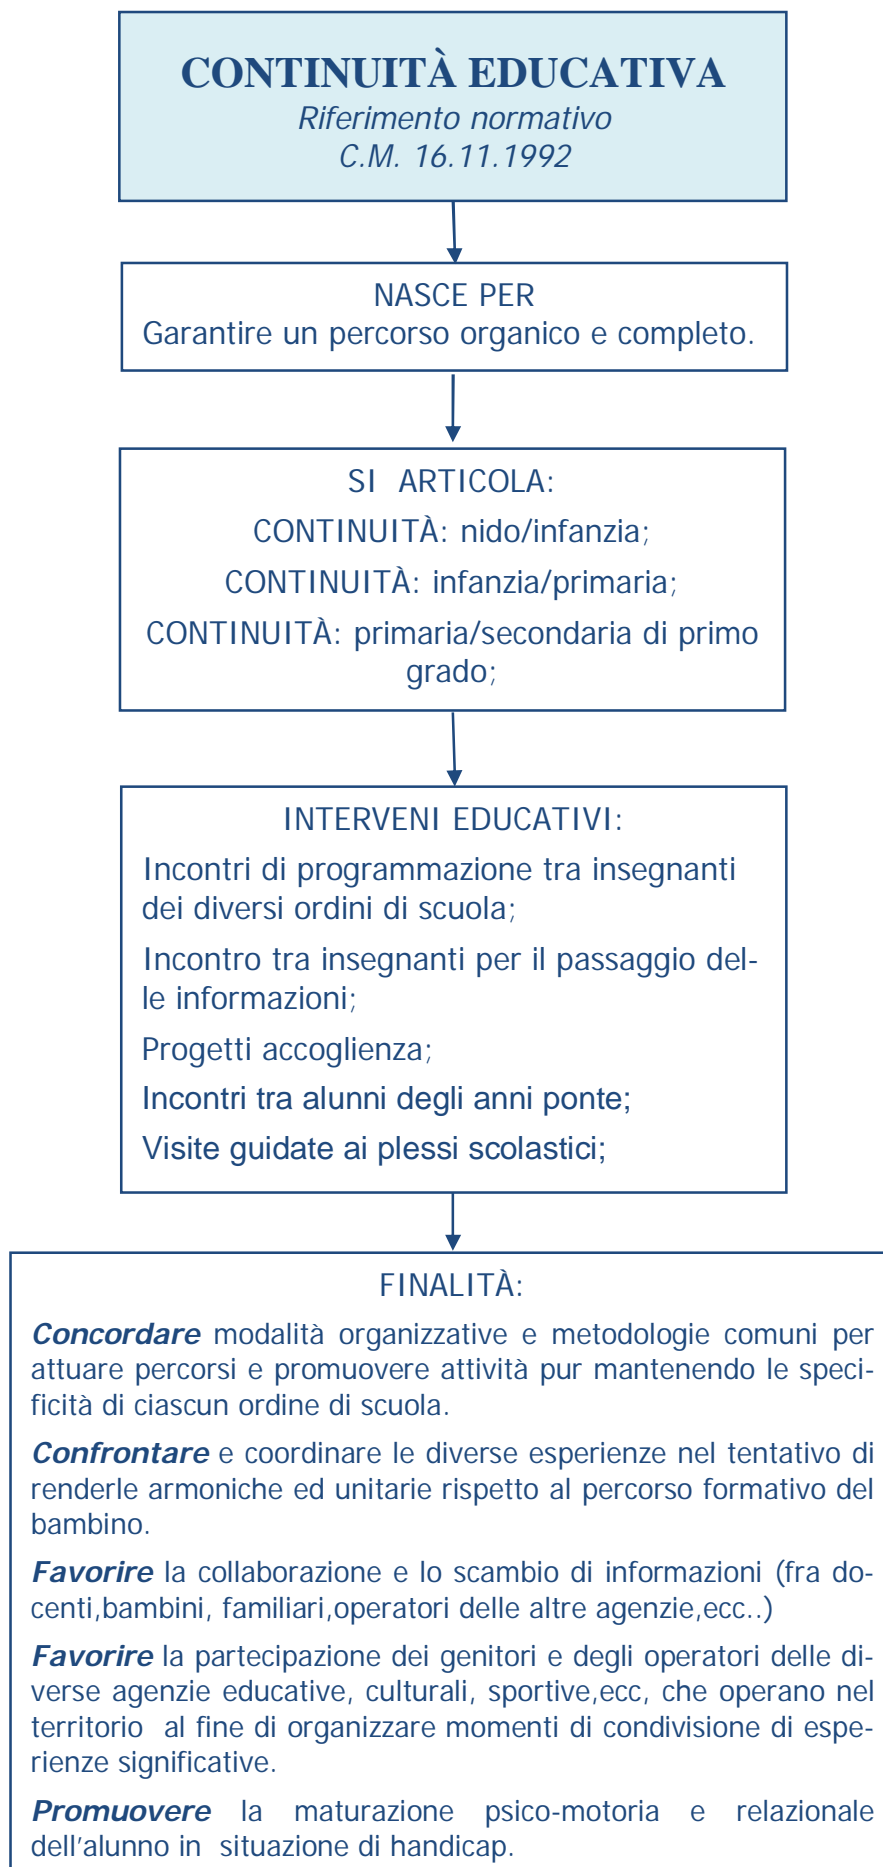 CONTINUITÀ EDUCATIVA
Riferimento normativo
C.M. 16.11.1992
NASCE PER
Garantire un percorso organico e completo.
SI ARTICOLA:
CONTINUITÀ: nido/infanzia;
CONTINUITÀ: infanzia/primaria;
CONTINUITÀ: primaria/secondaria di primo
grado;
INTERVENI EDUCATIVI:
Incontri di programmazione tra insegnanti
dei diversi ordini di scuola;
Incontro tra insegnanti per il passaggio del-
le informazioni;
Progetti accoglienza;
Incontri tra alunni degli anni ponte;
Visite guidate ai plessi scolastici;
FINALITÀ:
Concordare modalità organizzative e metodologie comuni per
attuare percorsi e promuovere attività pur mantenendo le speci-
ficità di ciascun ordine di scuola.
Confrontare e coordinare le diverse esperienze nel tentativo di
renderle armoniche ed unitarie rispetto al percorso formativo del
bambino.
Favorire la collaborazione e lo scambio di informazioni (fra do-
centi,bambini, familiari,operatori delle altre agenzie,ecc..)
Favorire la partecipazione dei genitori e degli operatori delle di-
verse agenzie educative, culturali, sportive,ecc, che operano nel
territorio al fine di organizzare momenti di condivisione di espe-
rienze significative.
Promuovere la maturazione psico-motoria e relazionale
dell'alunno in situazione di handicap.